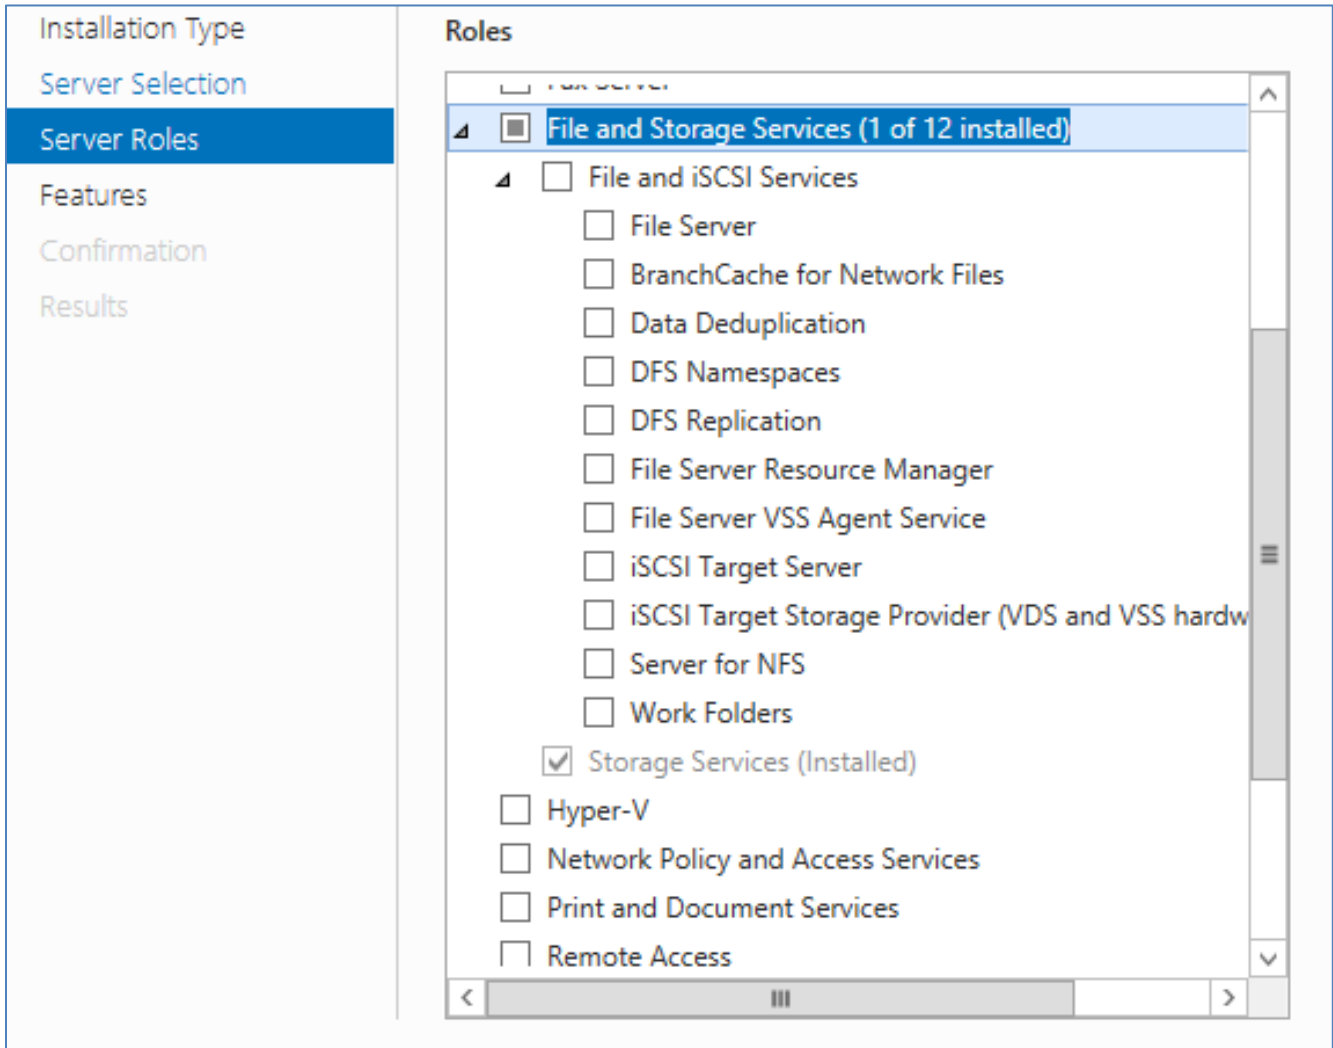 Installation Type
Server Selection
Server Roles
Features
Confirmation
Results
Roles
Fax Server
File and Storage Services (1 of 12 installed)
File and iSCSI Services
File Server
BranchCache for Network Files
Data Deduplication
DFS Namespaces
DFS Replication
File Server Resource Manager
File Server VSS Agent Service
iSCSI Target Server
iSCSI Target Storage Provider (VDS and VSS hardw
Server for NFS
Work Folders
Storage Services (Installed)
Hyper-V
Network Policy and Access Services
Print and Document Services
Remote Access